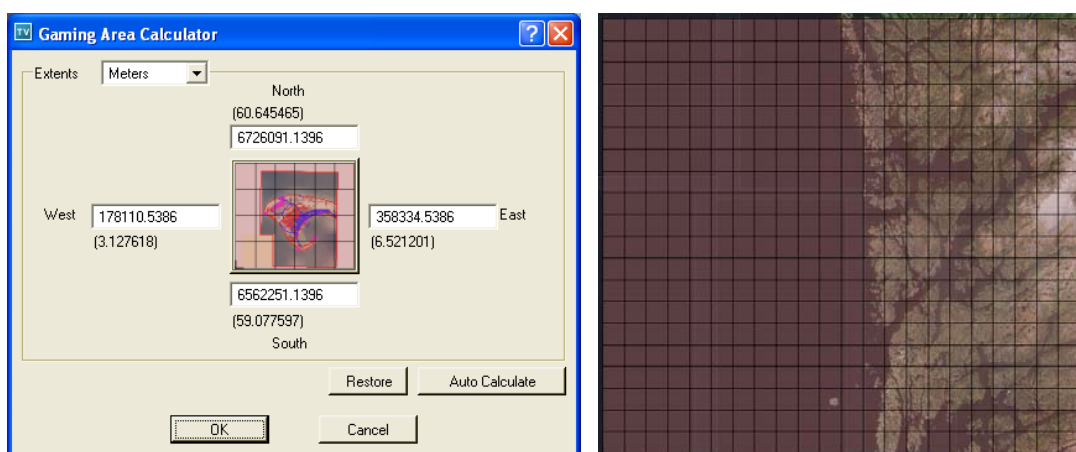 TV Gaming Area Calculator
Extents Meters
North
(60.645465)
6726091.1396
West 178110.5386 358334.5386 East
(3.127618) (6.521201)
6562251.1396
(59.077597)
South
Restore Auto Calculate
OK Cancel